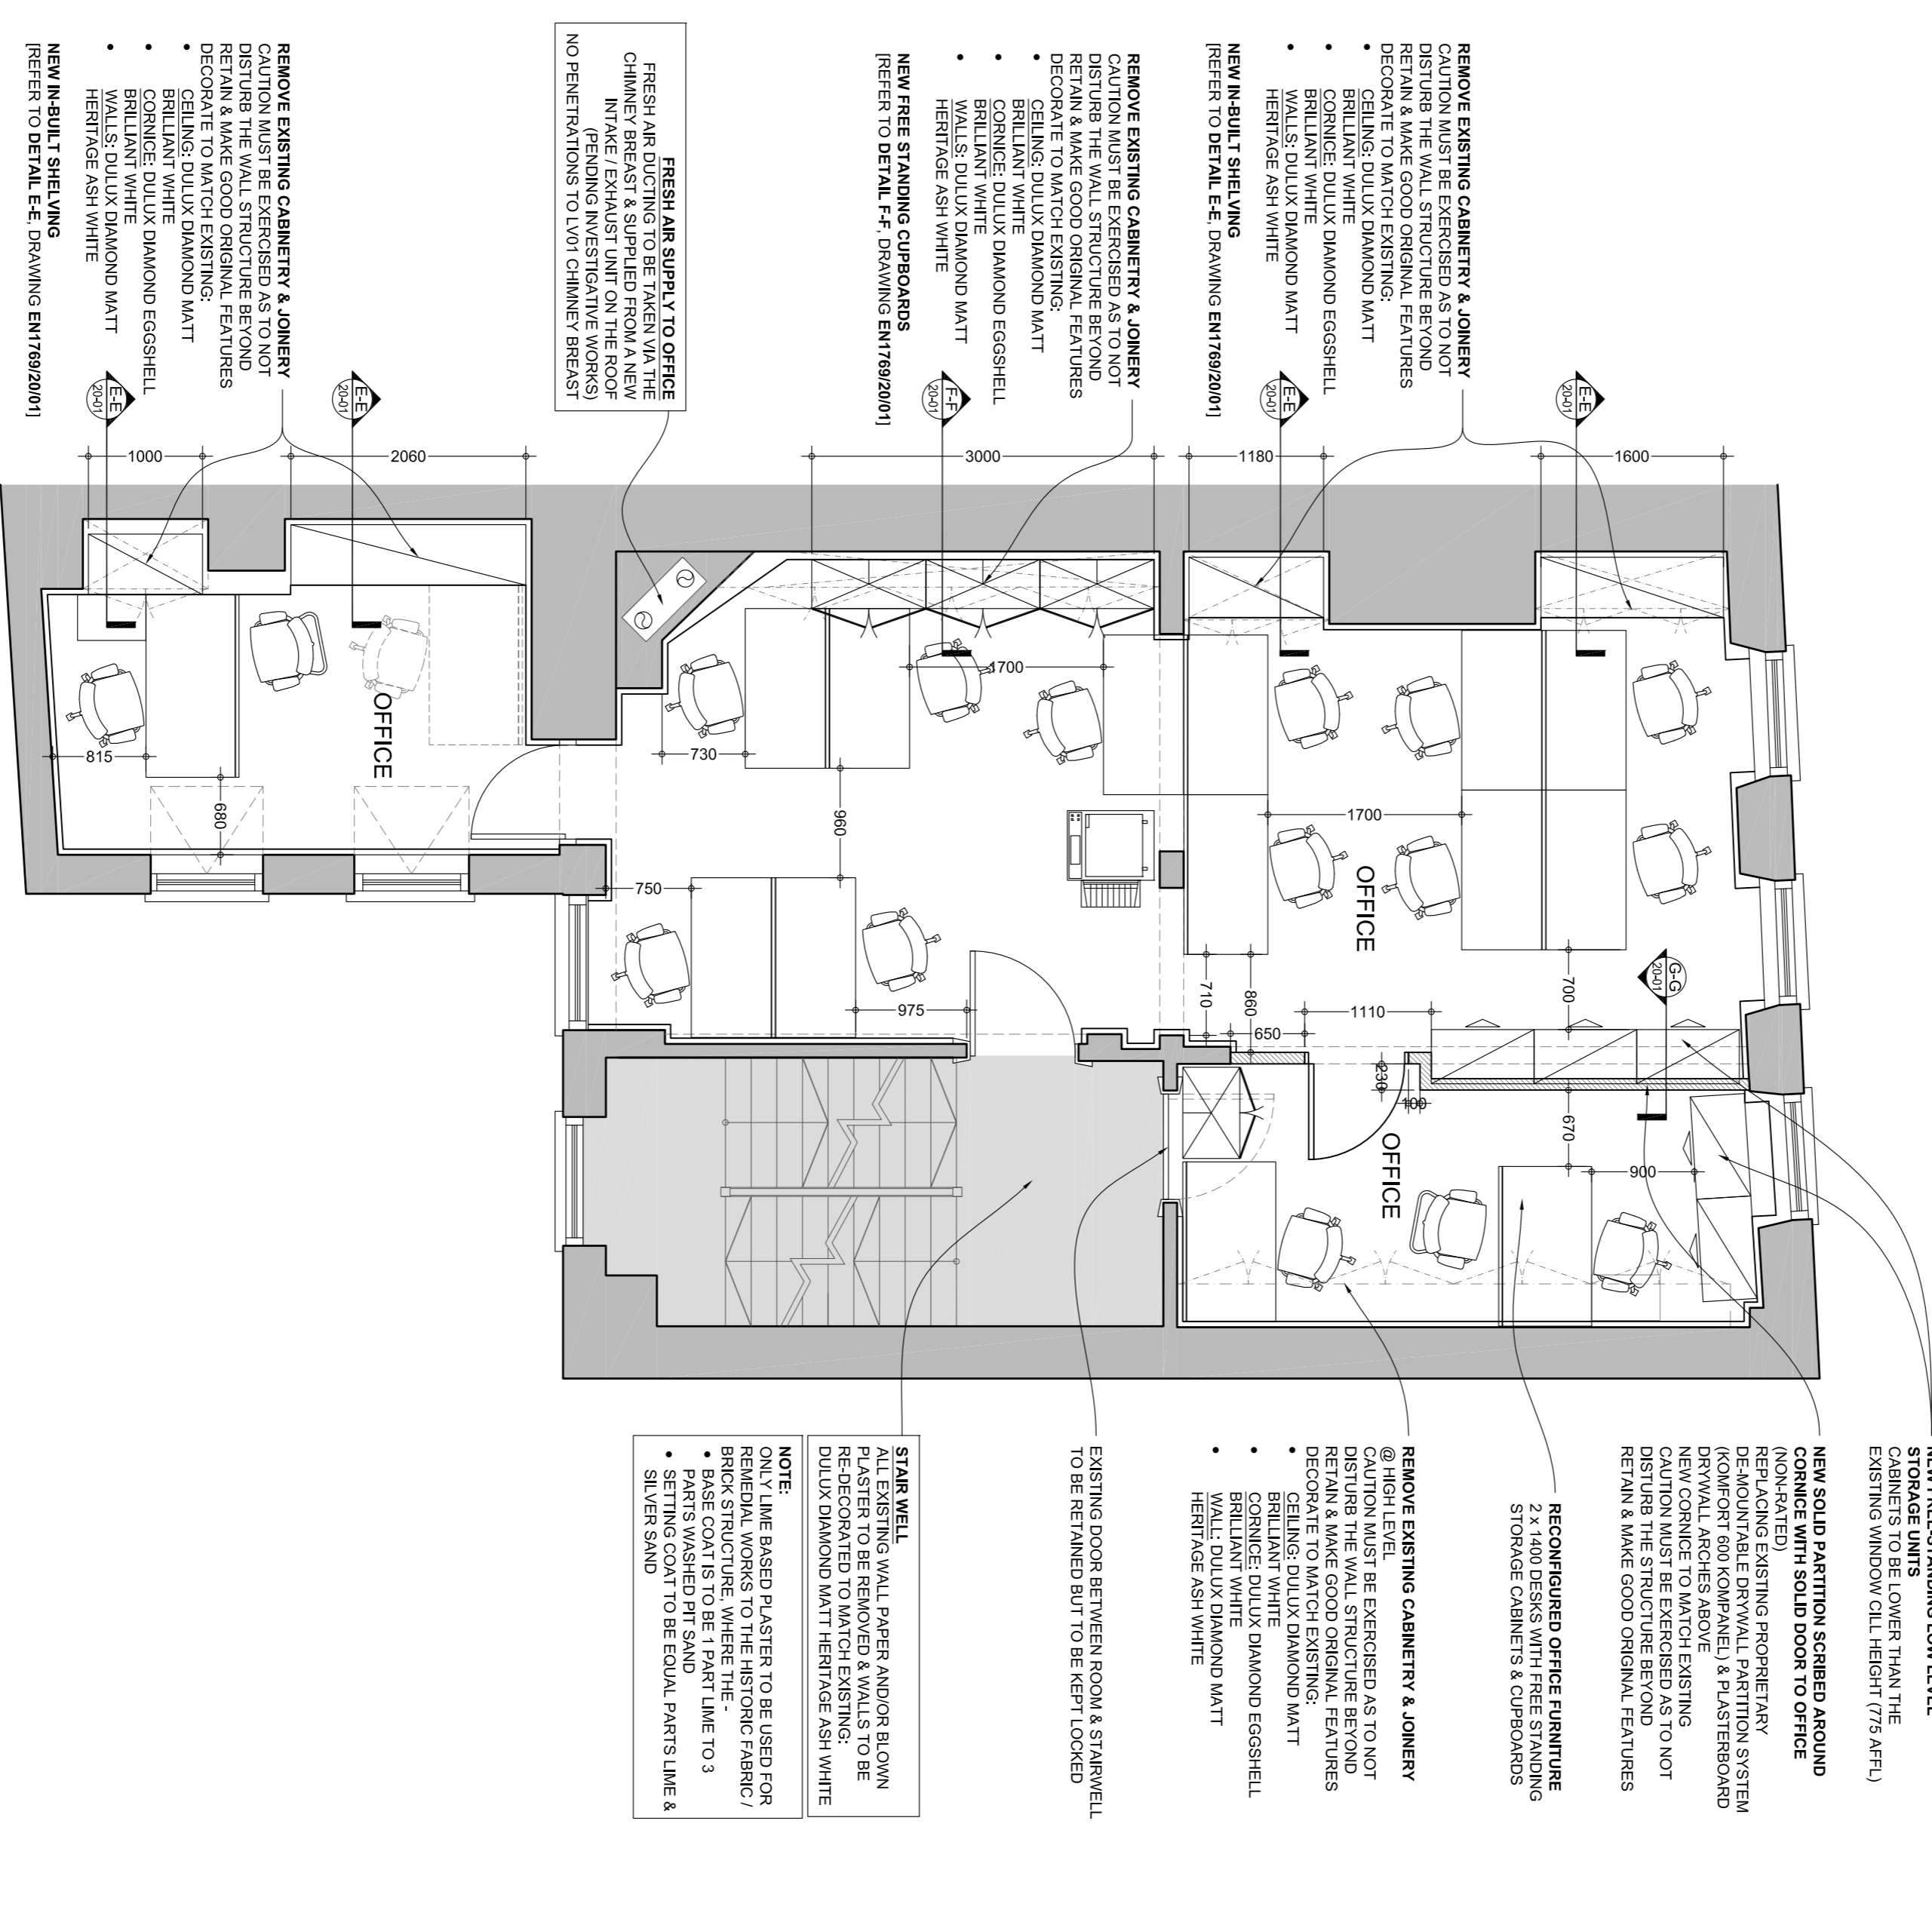 REMOVE EXISTING CABINETRY & JOINERY
CAUTION MUST BE EXERCISED AS TO NOT
DISTURB THE WALL STRUCTURE BEYOND
RETAIN & MAKE GOOD ORIGINAL FEATURES
DECORATE TO MATCH EXISTING:
• CEILING: DULUX DIAMOND MATT
BRILLIANT WHITE
• CORNICE: DULUX DIAMOND EGGSHELL
BRILLIANT WHITE
• WALLS: DULUX DIAMOND MATT
HERITAGE ASH WHITE
NEW IN-BUILT SHELVING
[REFER TO DETAIL E-E, DRAWING EN1769/20/01]
REMOVE EXISTING CABINETRY & JOINERY
CAUTION MUST BE EXERCISED AS TO NOT
DISTURB THE WALL STRUCTURE BEYOND
RETAIN & MAKE GOOD ORIGINAL FEATURES
DECORATE TO MATCH EXISTING:
• CEILING: DULUX DIAMOND MATT
BRILLIANT WHITE
• CORNICE: DULUX DIAMOND EGGSHELL
BRILLIANT WHITE
• WALLS: DULUX DIAMOND MATT
HERITAGE ASH WHITE
NEW FREE STANDING CUPBOARDS
[REFER TO DETAIL F-F, DRAWING EN1769/20/01]
FRESH AIR SUPPLY TO OFFICE
FRESH AIR DUCTING TO BE TAKEN VIA THE
CHIMNEY BREAST & SUPPLIED FROM A NEW
INTAKE / EXHAUST UNIT ON THE ROOF
(PENDING INVESTIGATIVE WORKS)
NO PENETRATIONS TO LV01 CHIMNEY BREAST
REMOVE EXISTING CABINETRY & JOINERY
CAUTION MUST BE EXERCISED AS TO NOT
DISTURB THE WALL STRUCTURE BEYOND
RETAIN & MAKE GOOD ORIGINAL FEATURES
DECORATE TO MATCH EXISTING:
• CEILING: DULUX DIAMOND MATT
BRILLIANT WHITE
• CORNICE: DULUX DIAMOND EGGSHELL
BRILLIANT WHITE
• WALLS: DULUX DIAMOND MATT
HERITAGE ASH WHITE
NEW IN-BUILT SHELVING
[REFER TO DETAIL E-E, DRAWING EN1769/20/01]
E-E
20-01
E-E
20-01
F-F
20-01
E-E
20-01
E-E
20-01
G-G
20-01
1600
1180
3000
2060
1000
1700
1700
730
960
815
680
750
975
710
860
650
1110
700
230
100
670
900
OFFICE
OFFICE
OFFICE
NEW FREE-STANDING LOW LEVEL
STORAGE UNITS
CABINETS TO BE LOWER THAN THE
EXISTING WINDOW CILL HEIGHT (775 AFFL)
NEW SOLID PARTITION SCRIBED AROUND
CORNICE WITH SOLID DOOR TO OFFICE
(NON-RATED)
REPLACING EXISTING PROPRIETARY
DE-MOUNTABLE DRYWALL PARTITION SYSTEM
(KOMFORT 600 KOMPANEL) & PLASTERBOARD
DRYWALL ARCHES ABOVE
NEW CORNICE TO MATCH EXISTING
CAUTION MUST BE EXERCISED AS TO NOT
DISTURB THE STRUCTURE BEYOND
RETAIN & MAKE GOOD ORIGINAL FEATURES
RECONFIGURED OFFICE FURNITURE
2 x 1400 DESKS WITH FREE STANDING
STORAGE CABINETS & CUPBOARDS
REMOVE EXISTING CABINETRY & JOINERY
@ HIGH LEVEL
CAUTION MUST BE EXERCISED AS TO NOT
DISTURB THE WALL STRUCTURE BEYOND
RETAIN & MAKE GOOD ORIGINAL FEATURES
DECORATE TO MATCH EXISTING:
• CEILING: DULUX DIAMOND MATT
BRILLIANT WHITE
• CORNICE: DULUX DIAMOND EGGSHELL
BRILLIANT WHITE
• WALL: DULUX DIAMOND MATT
HERITAGE ASH WHITE
EXISTING DOOR BETWEEN ROOM & STAIRWELL
TO BE RETAINED BUT TO BE KEPT LOCKED
STAIR WELL
ALL EXISTING WALL PAPER AND/OR BLOWN
PLASTER TO BE REMOVED & WALLS TO BE
RE-DECORATED TO MATCH EXISTING:
DULUX DIAMOND MATT HERITAGE ASH WHITE
NOTE:
ONLY LIME BASED PLASTER TO BE USED FOR
REMEDIAL WORKS TO THE HISTORIC FABRIC /
BRICK STRUCTURE, WHERE THE -
• BASE COAT IS TO BE 1 PART LIME TO 3
PARTS WASHED PIT SAND
• SETTING COAT TO BE EQUAL PARTS LIME &
SILVER SAND